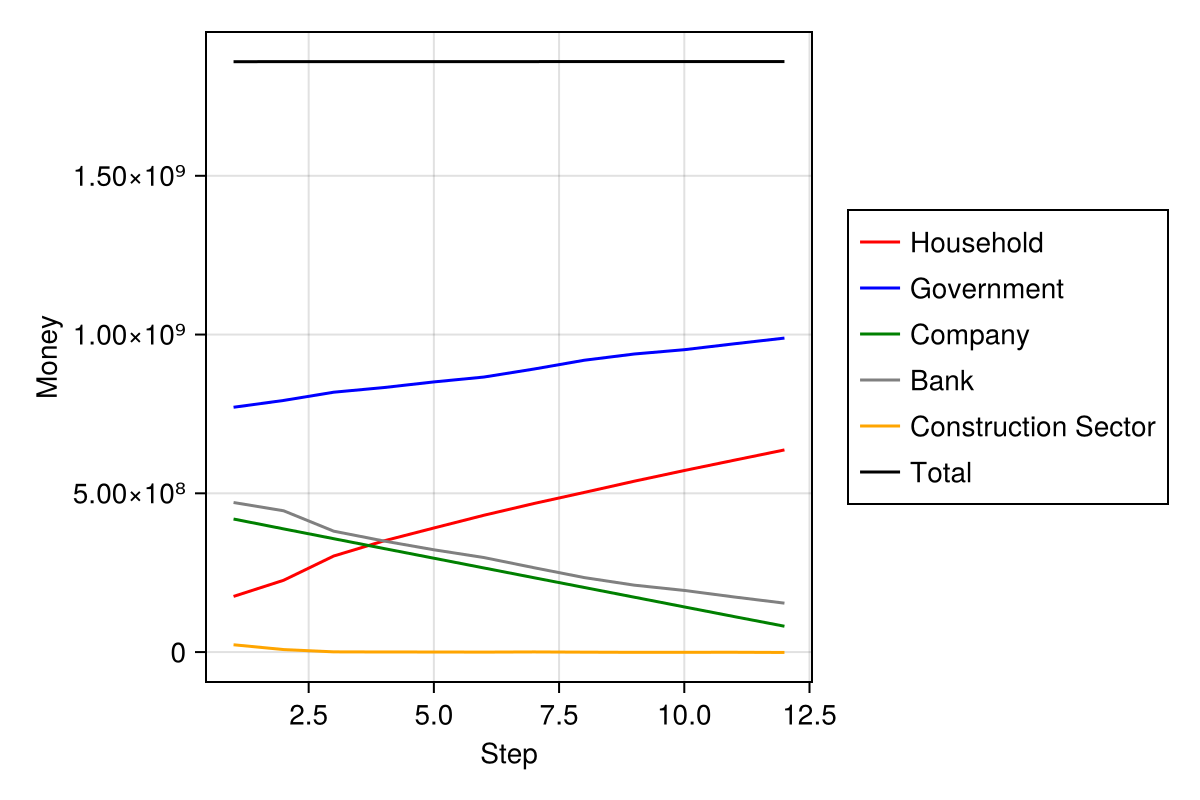 Money
1.50×10⁹
1.00×10⁹
5.00×10⁸
0
2.5 5.0 7.5 10.0 12.5
Step
Household
Government
Company
Bank
Construction Sector
Total